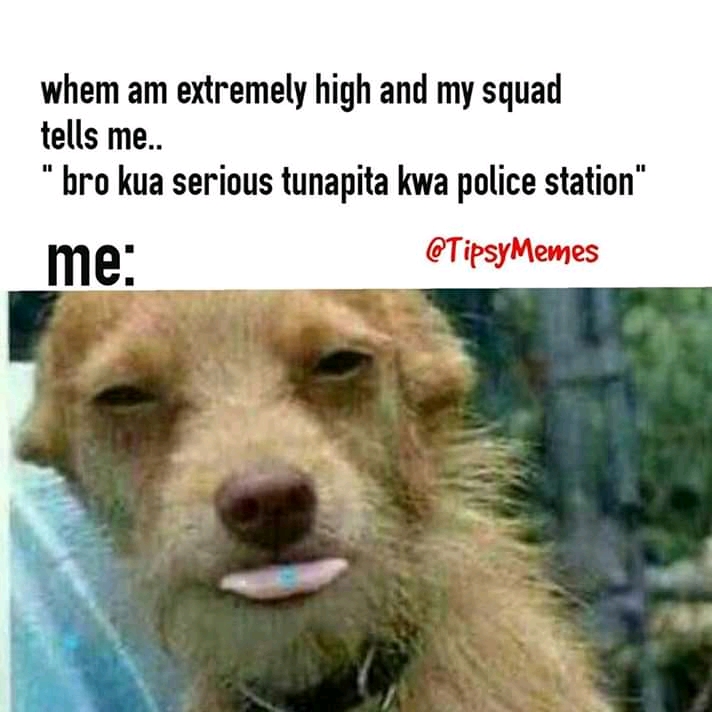 whem am extremely high and my squad
tells me..
" bro kua serious tunapita kwa police station"
me:
@TipsyMemes